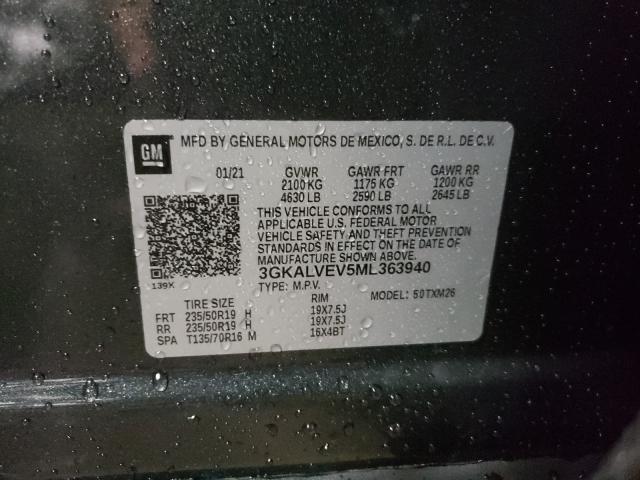 GM
MFD BY GENERAL MOTORS DE MEXICO, S. DE R.L. DE C.V.
01/21 GVWR GAWR FRT GAWR RR
2100 KG 1175 KG 1200 KG
4630 LB 2590 LB 2645 LB
THIS VEHICLE CONFORMS TO ALL
APPLICABLE U.S. FEDERAL MOTOR
VEHICLE SAFETY AND THEFT PREVENTION
STANDARDS IN EFFECT ON THE DATE OF
MANUFACTURE SHOWN ABOVE.
139X
3GKALVEV5ML363940
TYPE: M.P.V. MODEL: 50TXM26
TIRE SIZE RIM
FRT 235/50R19 H 19X7.5J
RR 235/50R19 H 19X7.5J
SPA T135/70R16 M 16X4BT